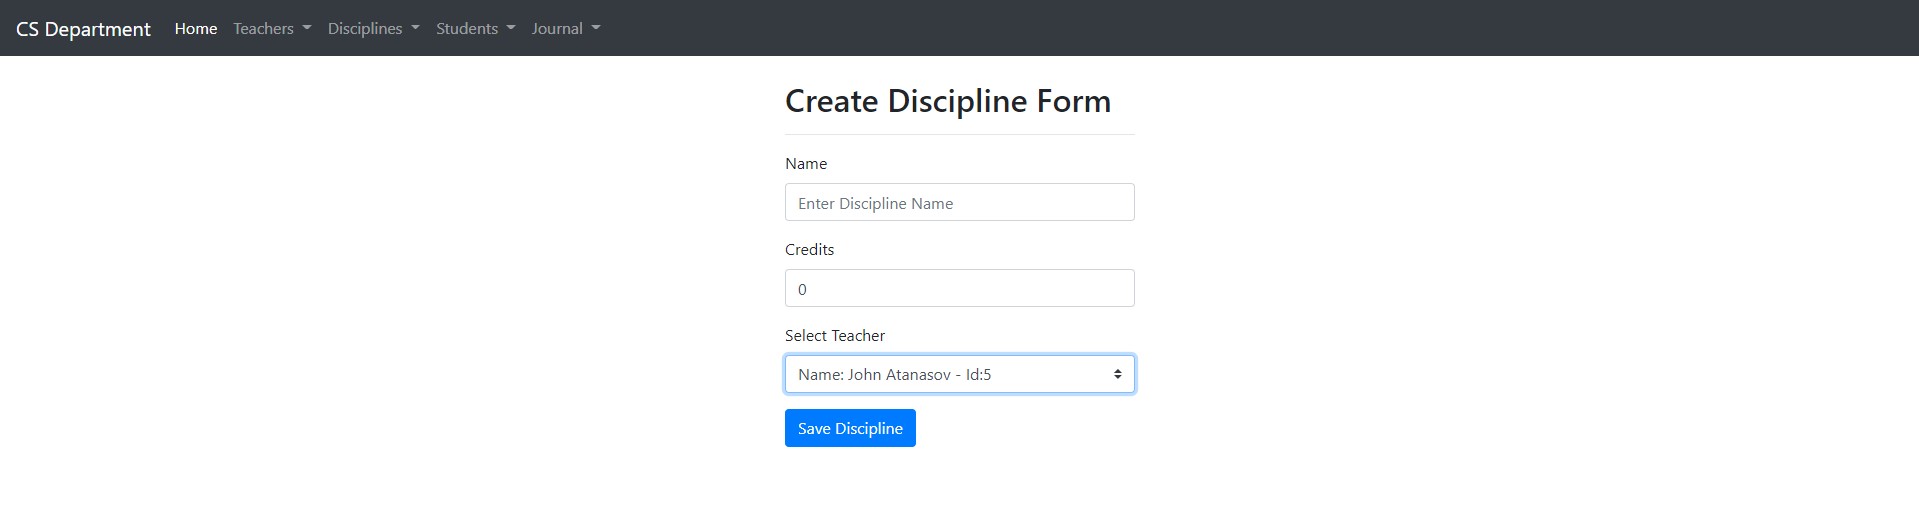 CS Department Home Teachers Disciplines Students Journal
Create Discipline Form
Name
Enter Discipline Name
Credits
0
Select Teacher
Name: John Atanasov - Id:5
Save Discipline